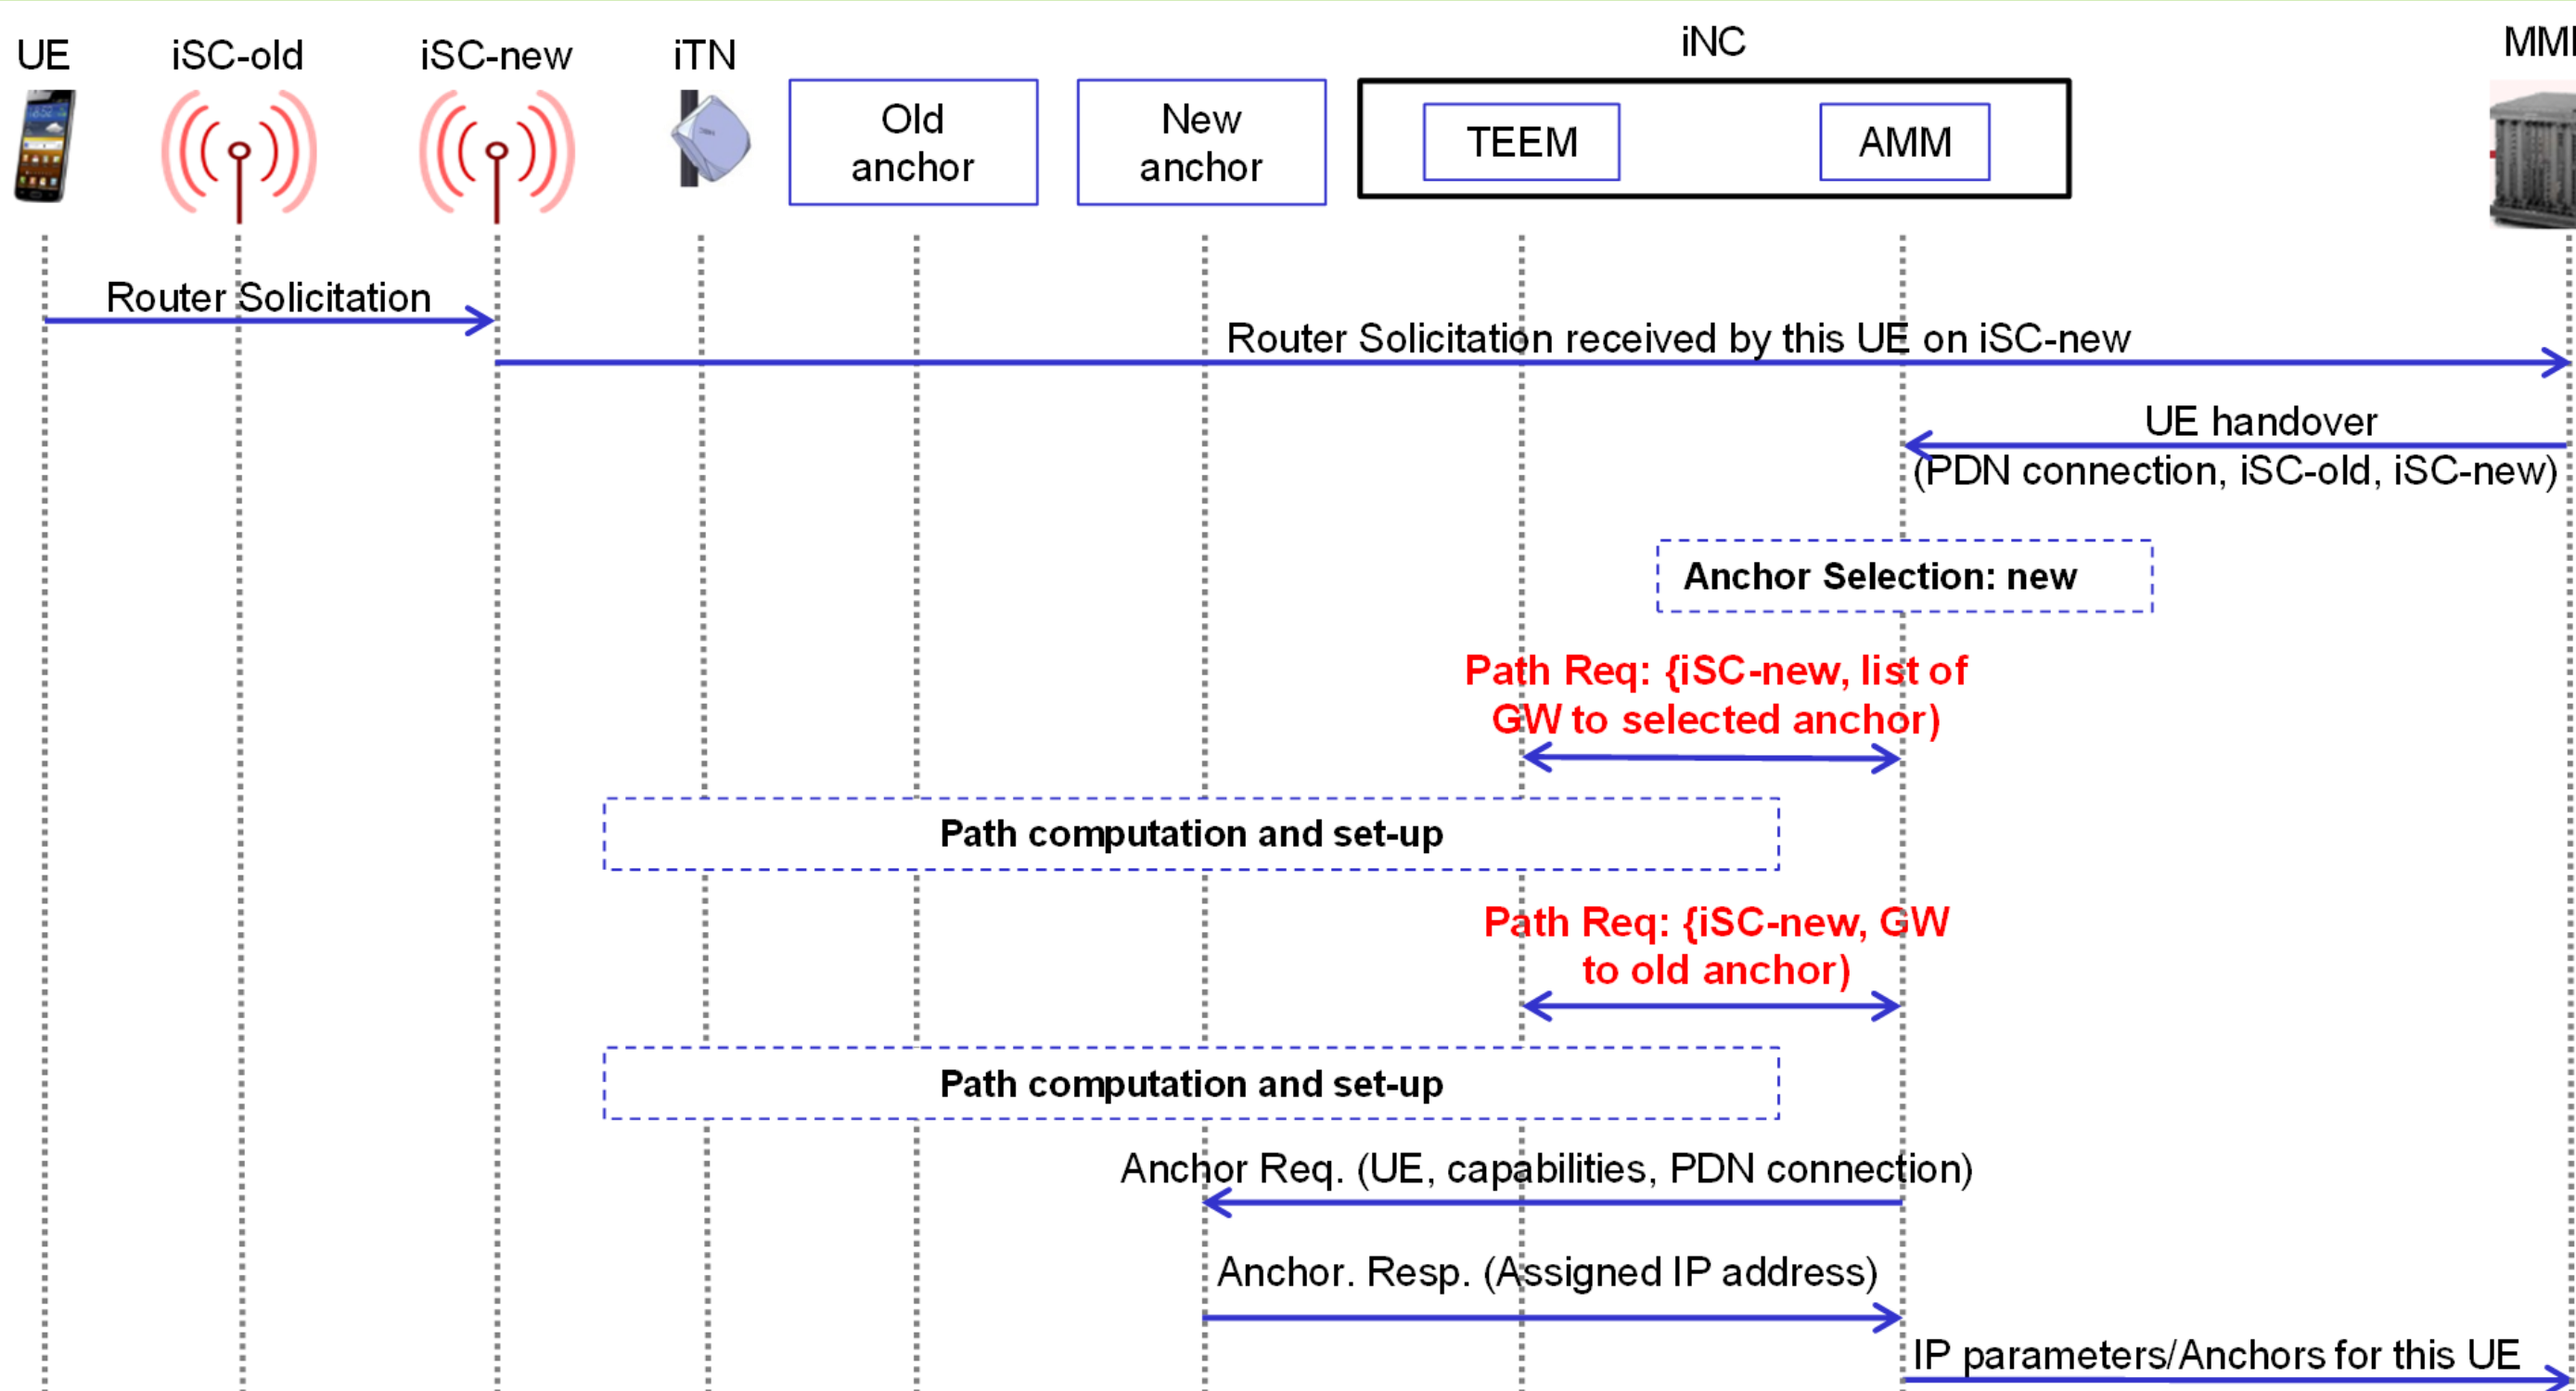 UE
iSC-old
iSC-new
iTN
iNC
Old
anchor
New
anchor
TEEM
AMM
Router Solicitation
Router Solicitation received by this UE on iSC-new
UE handover
(PDN connection, iSC-old, iSC-new)
Anchor Selection: new
Path Req: {iSC-new, list of
GW to selected anchor)
Path computation and set-up
Path Req: {iSC-new, GW
to old anchor)
Path computation and set-up
Anchor Req. (UE, capabilities, PDN connection)
Anchor. Resp. (Assigned IP address)
IP parameters/Anchors for this UE